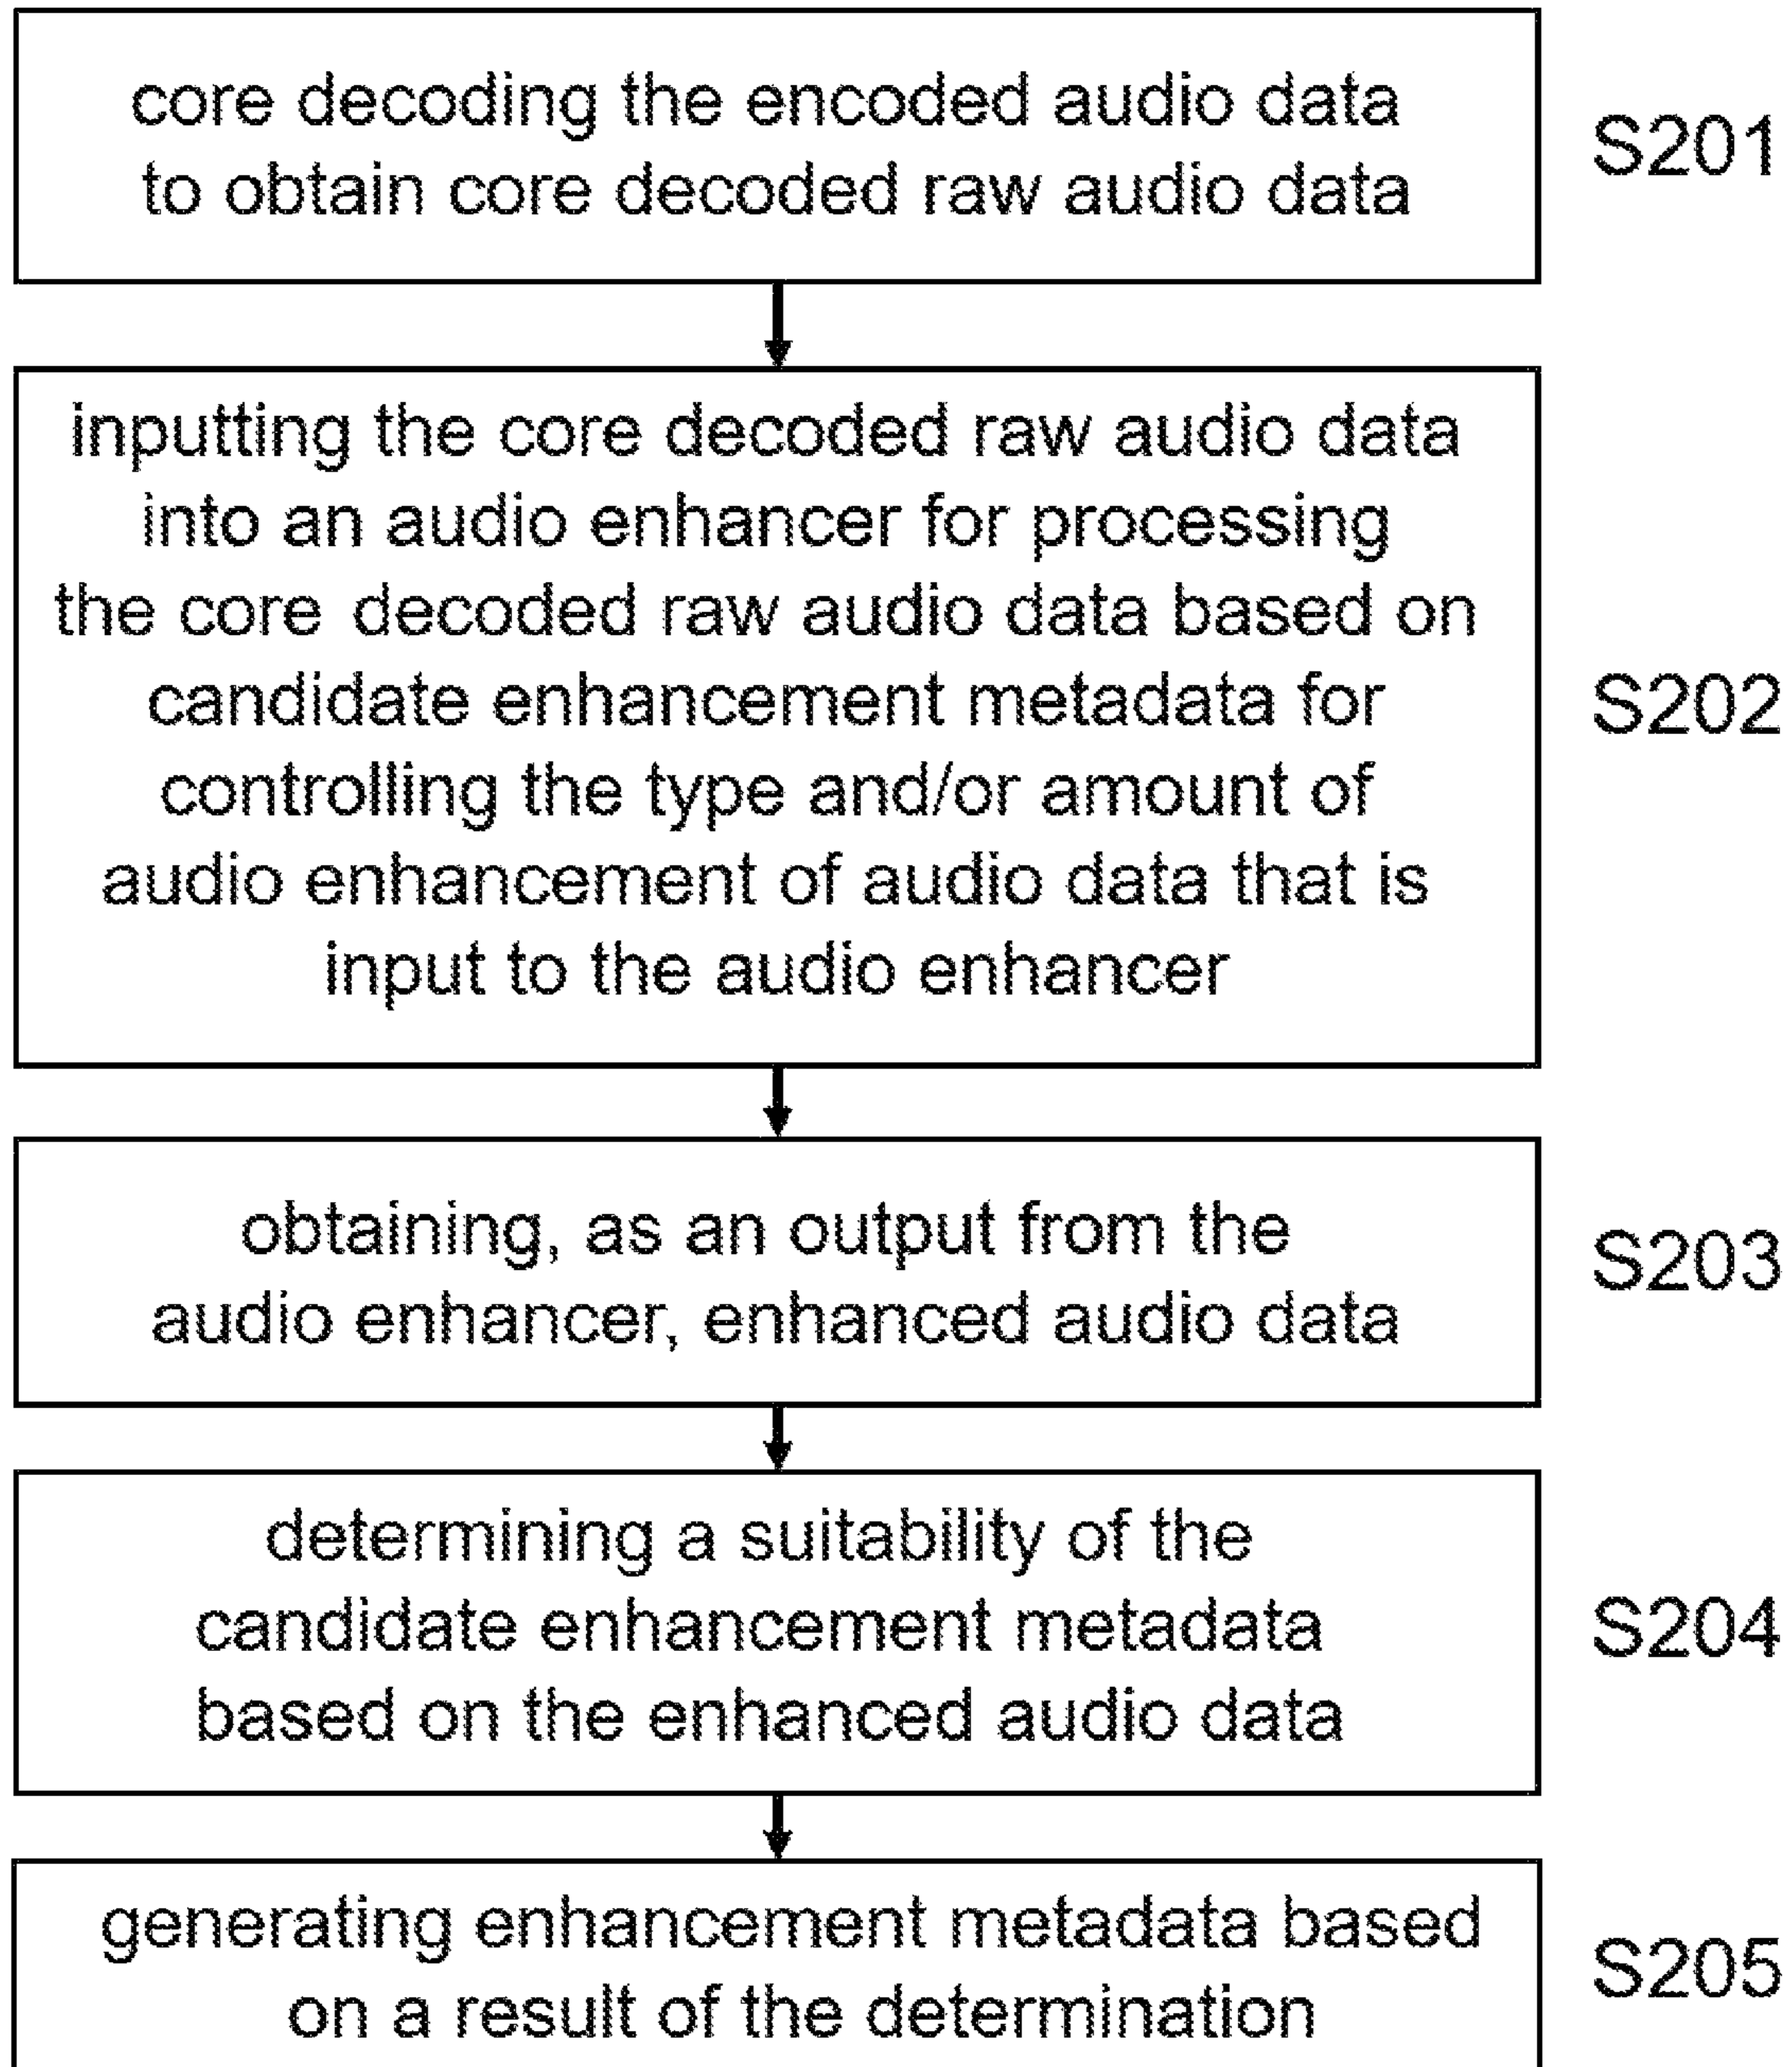 core decoding the encoded audio data
to obtain core decoded raw audio data
S201
inputting the core decoded raw audio data
into an audio enhancer for processing
the core decoded raw audio data based on
candidate enhancement metadata for
controlling the type and/or amount of
audio enhancement of audio data that is
input to the audio enhancer
S202
obtaining, as an output from the
audio enhancer, enhanced audio data
S203
determining a suitability of the
candidate enhancement metadata
based on the enhanced audio data
S204
generating enhancement metadata based
on a result of the determination
S205